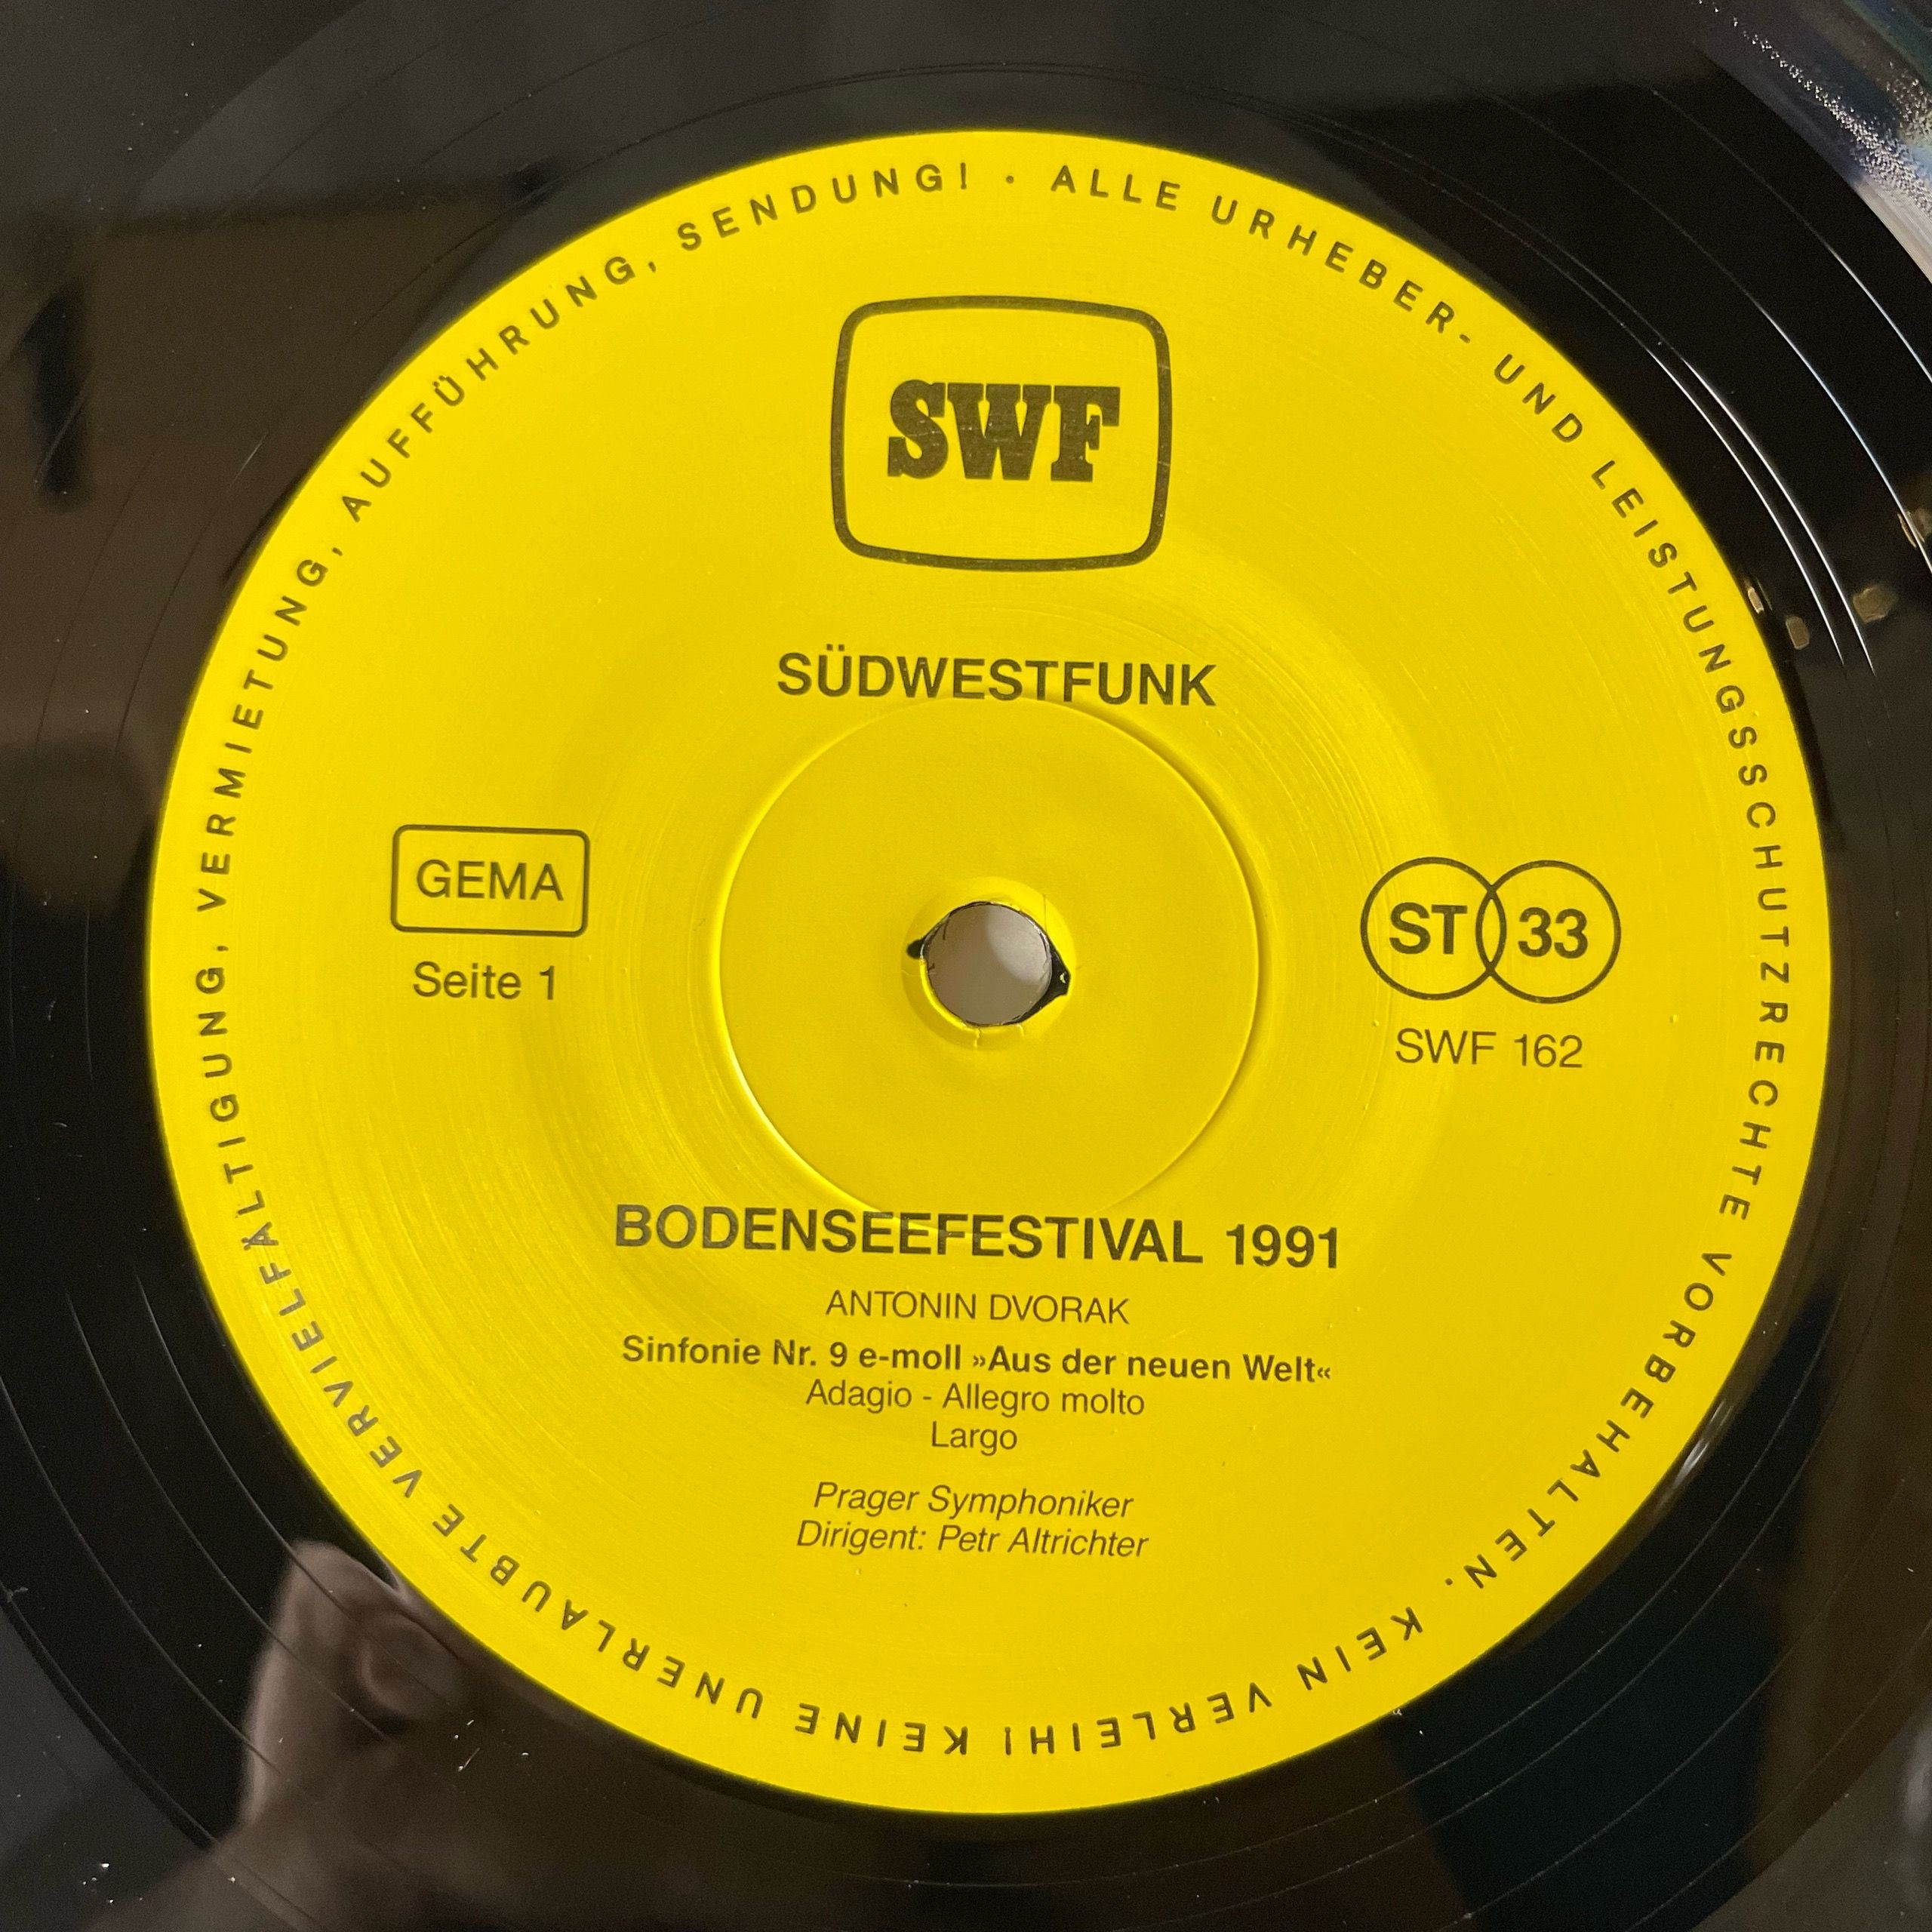 ALLE URHEBER- UND LEISTUNGSSCHUTZRECHTE VORBEHALTEN. KEIN VERLEIH! KEINE UNERLAUBTE VERVIELFÄLTIGUNG, VERMIETUNG, AUFFÜHRUNG, SENDUNG! ·
SWF
SÜDWESTFUNK
GEMA
Seite 1
ST 33
SWF 162
BODENSEEFESTIVAL 1991
ANTONIN DVORAK
Sinfonie Nr. 9 e-moll »Aus der neuen Welt«
Adagio - Allegro molto
Largo
Prager Symphoniker
Dirigent: Petr Altrichter